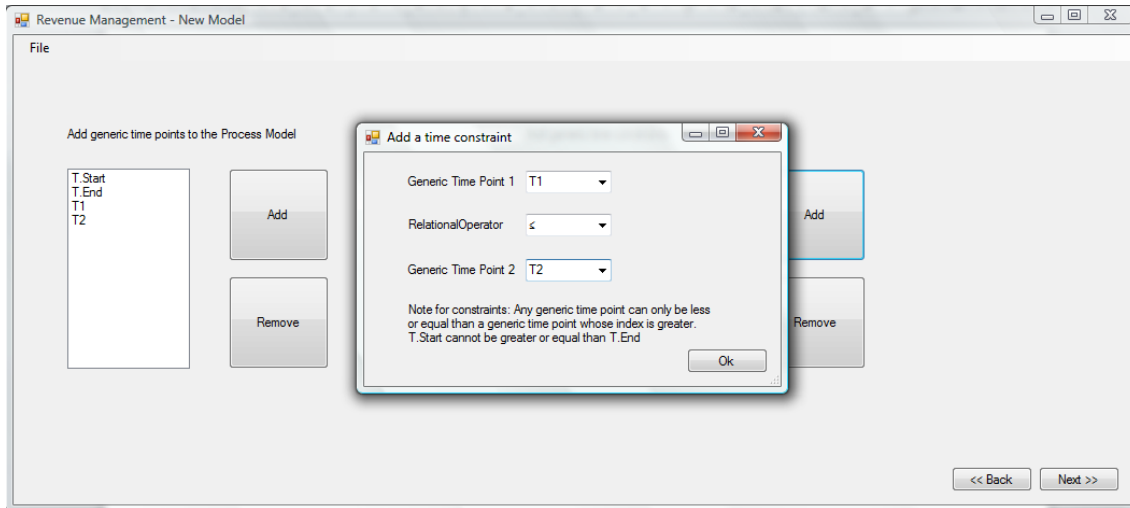 Revenue Management - New Model
File
Add generic time points to the Process Model
T.Start
T.End
T1
T2
Add
Remove
Add a time constraint
Generic Time Point 1 T1
RelationalOperator ≤
Generic Time Point 2 T2
Note for constraints: Any generic time point can only be less
or equal than a generic time point whose index is greater.
T.Start cannot be greater or equal than T.End
Ok
Add
Remove
<< Back Next >>